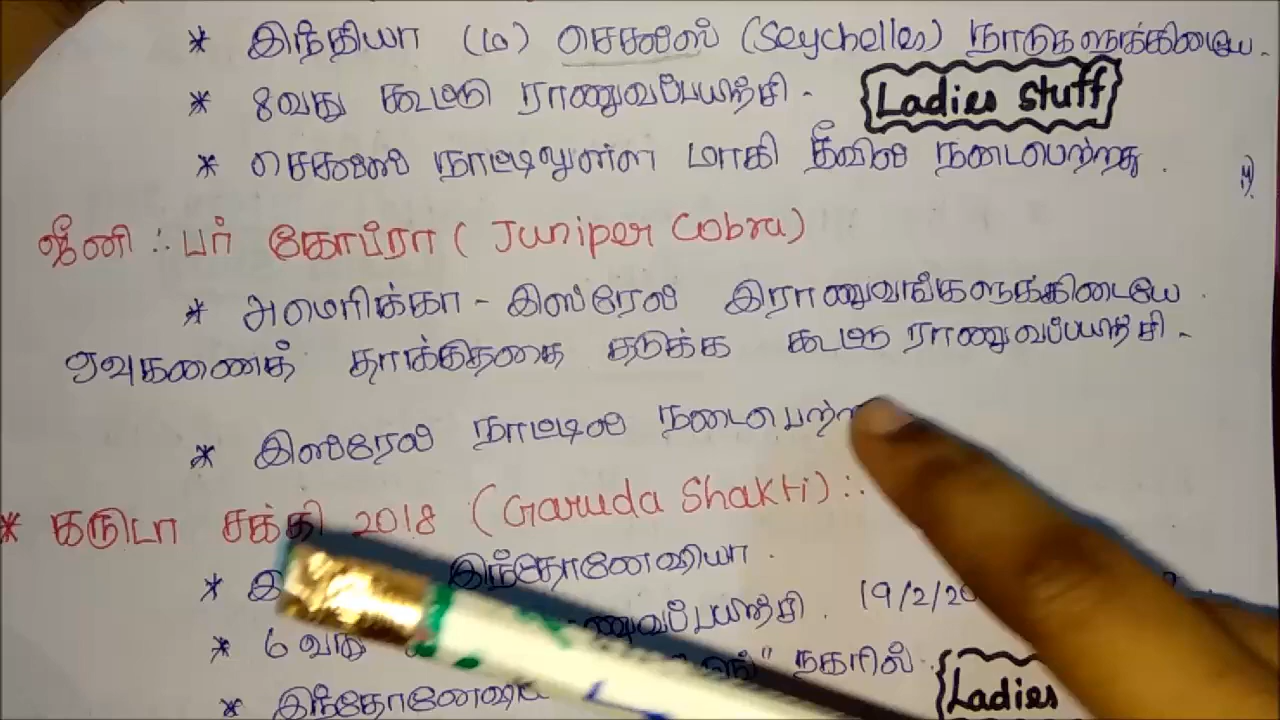 * இந்தியா (ம) செசல்ஸ் (Seychelles) நாடுகளுக்கிடையே.
* 8வது கூட்டு ராணுவப்பயிற்சி.
Ladies Stuff
* செசல்ஸ் நாட்டிலுள்ள மாகி தீவில் நடைபெற்றது.
ஜீனிஃபர் கோப்ரா (Juniper Cobra)
* அமெரிக்கா - இஸ்ரேல் இராணுவங்களுக்கிடையே
ஏவுகணைத் தாக்குதலை தடுக்க கூட்டு ராணுவப்பயிற்சி.
* இஸ்ரேல் நாட்டில் நடைபெற்ற
* கருடா சக்தி 2018 (Garuda Shakti):
* இந்தோனேஷியா.
* 6வது ணுவப்பயிற்சி. 19/2/20
* இந்தோனேஷிய நகரில்.
Ladies